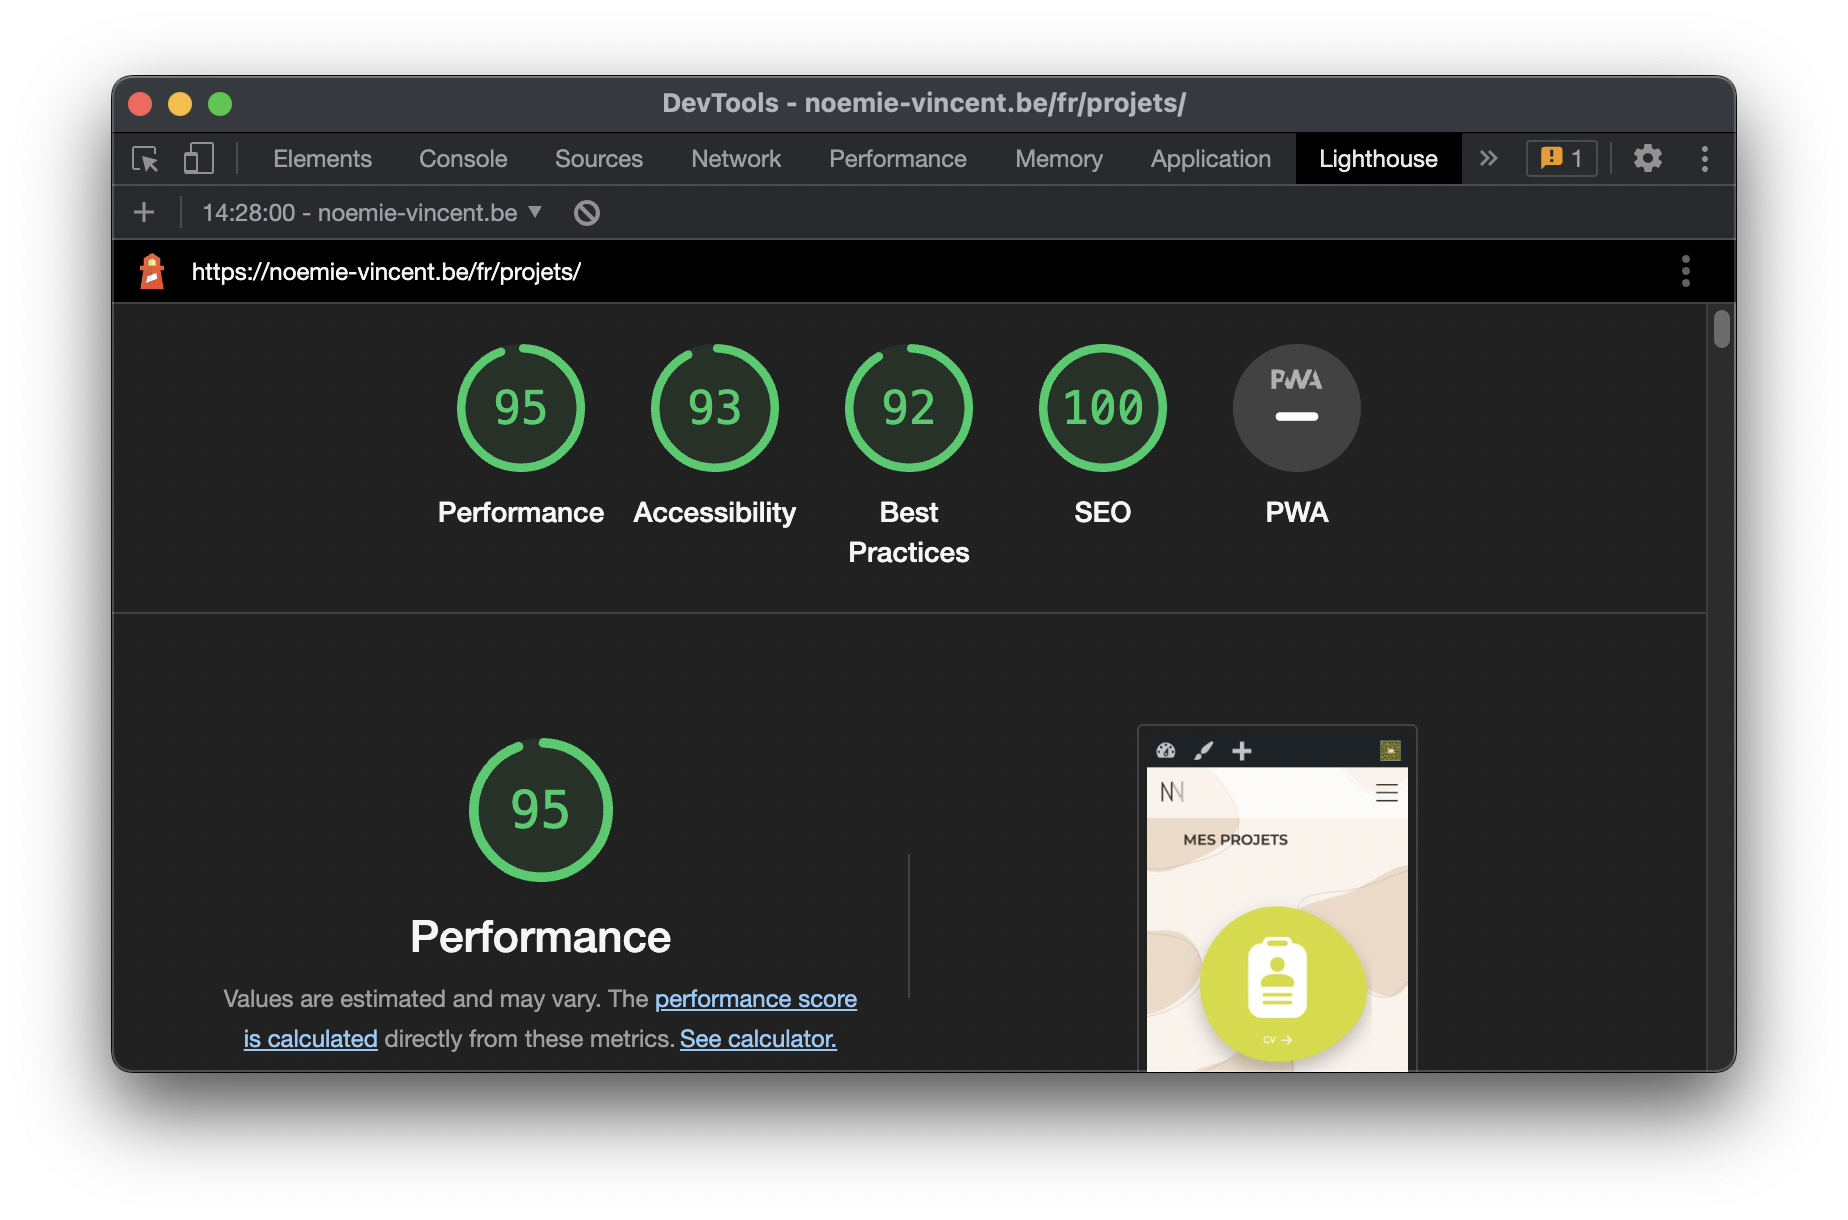 DevTools - noemie-vincent.be/fr/projets/
Elements Console Sources Network Performance Memory Application Lighthouse » 1
+ 14:28:00 - noemie-vincent.be
https://noemie-vincent.be/fr/projets/
95 93 92 100 PWA
Performance Accessibility Best Practices SEO PWA
95
Performance
Values are estimated and may vary. The performance score
is calculated directly from these metrics. See calculator.
NN
MES PROJETS
CV →